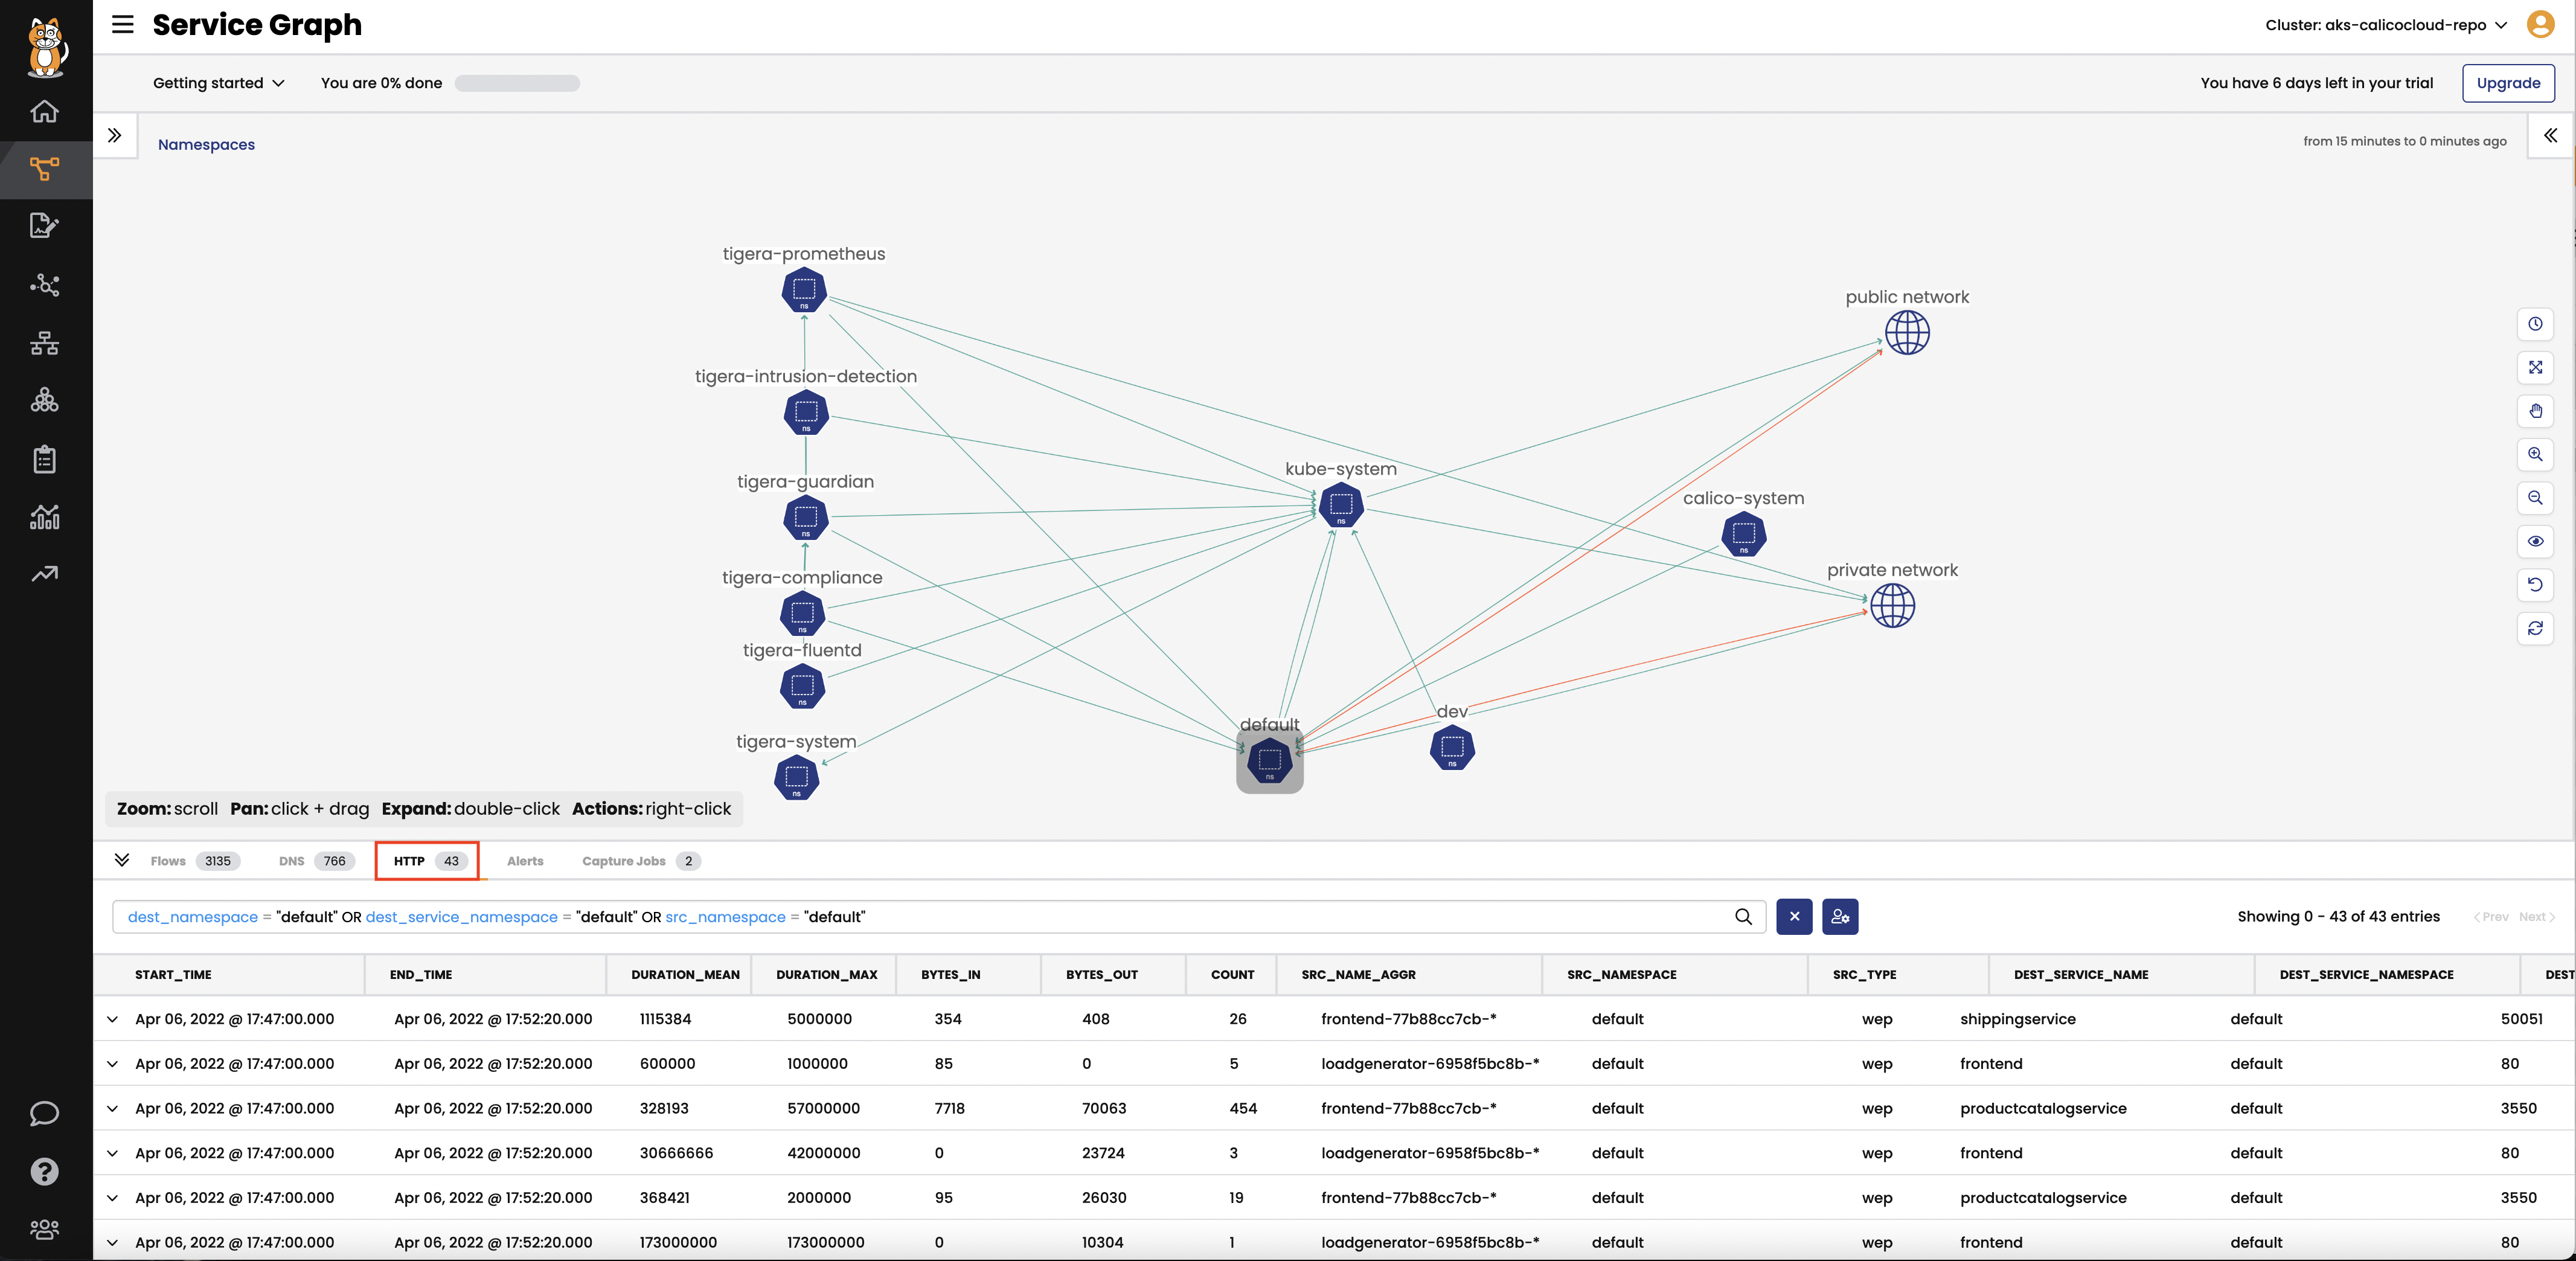 Service Graph
Cluster: aks-calicocloud-repo
Getting started
You are 0% done
You have 6 days left in your trial
Upgrade
Namespaces
from 15 minutes to 0 minutes ago
tigera-prometheus
ns
public network
tigera-intrusion-detection
ns
kube-system
ns
tigera-guardian
ns
calico-system
ns
tigera-compliance
ns
private network
tigera-fluentd
ns
default
ns
dev
ns
tigera-system
ns
Zoom: scroll Pan: click + drag Expand: double-click Actions: right-click
Flows 3135 DNS 766 HTTP 43 Alerts Capture Jobs 2
dest_namespace = "default" OR dest_service_namespace = "default" OR src_namespace = "default"
Showing 0 - 43 of 43 entries
Prev Next
START_TIME END_TIME DURATION_MEAN DURATION_MAX BYTES_IN BYTES_OUT COUNT SRC_NAME_AGGR SRC_NAMESPACE SRC_TYPE DEST_SERVICE_NAME DEST_SERVICE_NAMESPACE DEST
Apr 06, 2022 @ 17:47:00.000 Apr 06, 2022 @ 17:52:20.000 1115384 5000000 354 408 26 frontend-77b88cc7cb-* default wep shippingservice default 50051
Apr 06, 2022 @ 17:47:00.000 Apr 06, 2022 @ 17:52:20.000 600000 1000000 85 0 5 loadgenerator-6958f5bc8b-* default wep frontend default 80
Apr 06, 2022 @ 17:47:00.000 Apr 06, 2022 @ 17:52:20.000 328193 57000000 7718 70063 454 frontend-77b88cc7cb-* default wep productcatalogservice default 3550
Apr 06, 2022 @ 17:47:00.000 Apr 06, 2022 @ 17:52:20.000 30666666 42000000 0 23724 3 loadgenerator-6958f5bc8b-* default wep frontend default 80
Apr 06, 2022 @ 17:47:00.000 Apr 06, 2022 @ 17:52:20.000 368421 2000000 95 26030 19 frontend-77b88cc7cb-* default wep productcatalogservice default 3550
Apr 06, 2022 @ 17:47:00.000 Apr 06, 2022 @ 17:52:20.000 173000000 173000000 0 10304 1 loadgenerator-6958f5bc8b-* default wep frontend default 80